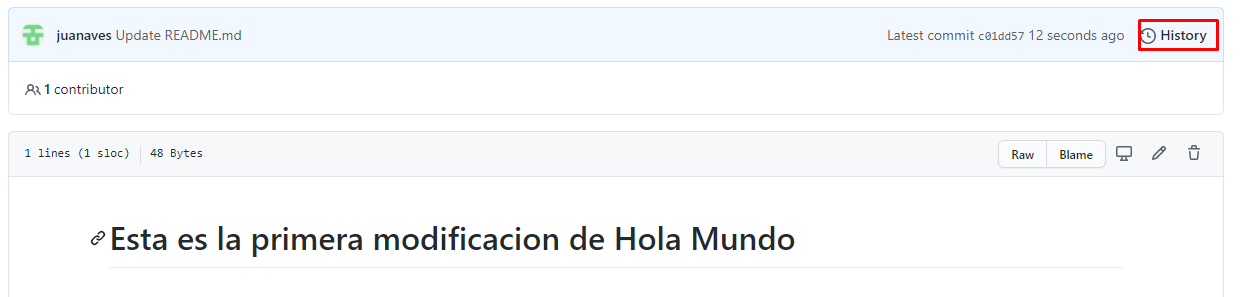 juanaves Update README.md Latest commit c01dd57 12 seconds ago History
1 contributor
1 lines (1 sloc) 48 Bytes Raw Blame
Esta es la primera modificacion de Hola Mundo